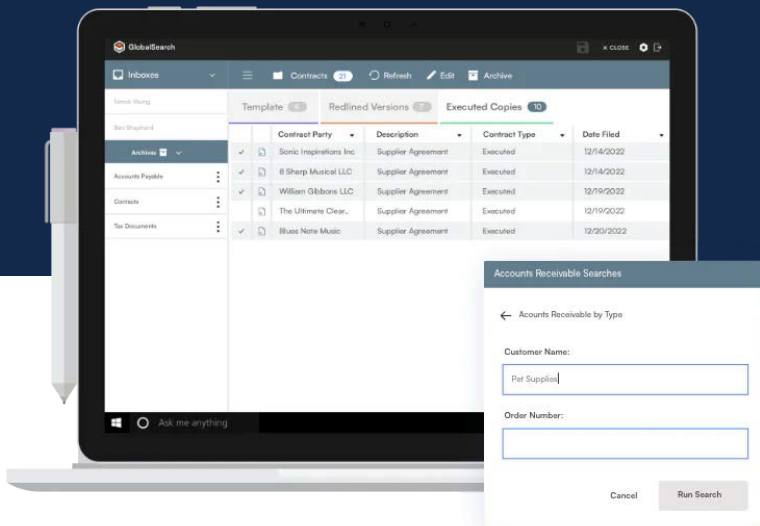 GlobalSearch
× CLOSE
Inboxes
Contracts 21 Refresh Edit Archive
Template Redlined Versions 7 Executed Copies 10
Ben Shephard
Archives
Accounts Payable
Contracts
Tax Documents
Contract Party Description Contract Type Date Filed
Sonic Inspirations Inc Supplier Agreement Executed 12/14/2022
8 Sharp Musical LLC Supplier Agreement Executed 12/14/2022
William Gibbons LLC Supplier Agreement Executed 12/19/2022
The Ultimate Clear... Supplier Agreement Executed 12/19/2022
Blues Note Music Supplier Agreement Executed 12/20/2022
Ask me anything
Accounts Receivable Searches
Acounts Receivable by Type
Customer Name:
Pet Supplies
Order Number:
Cancel Run Search